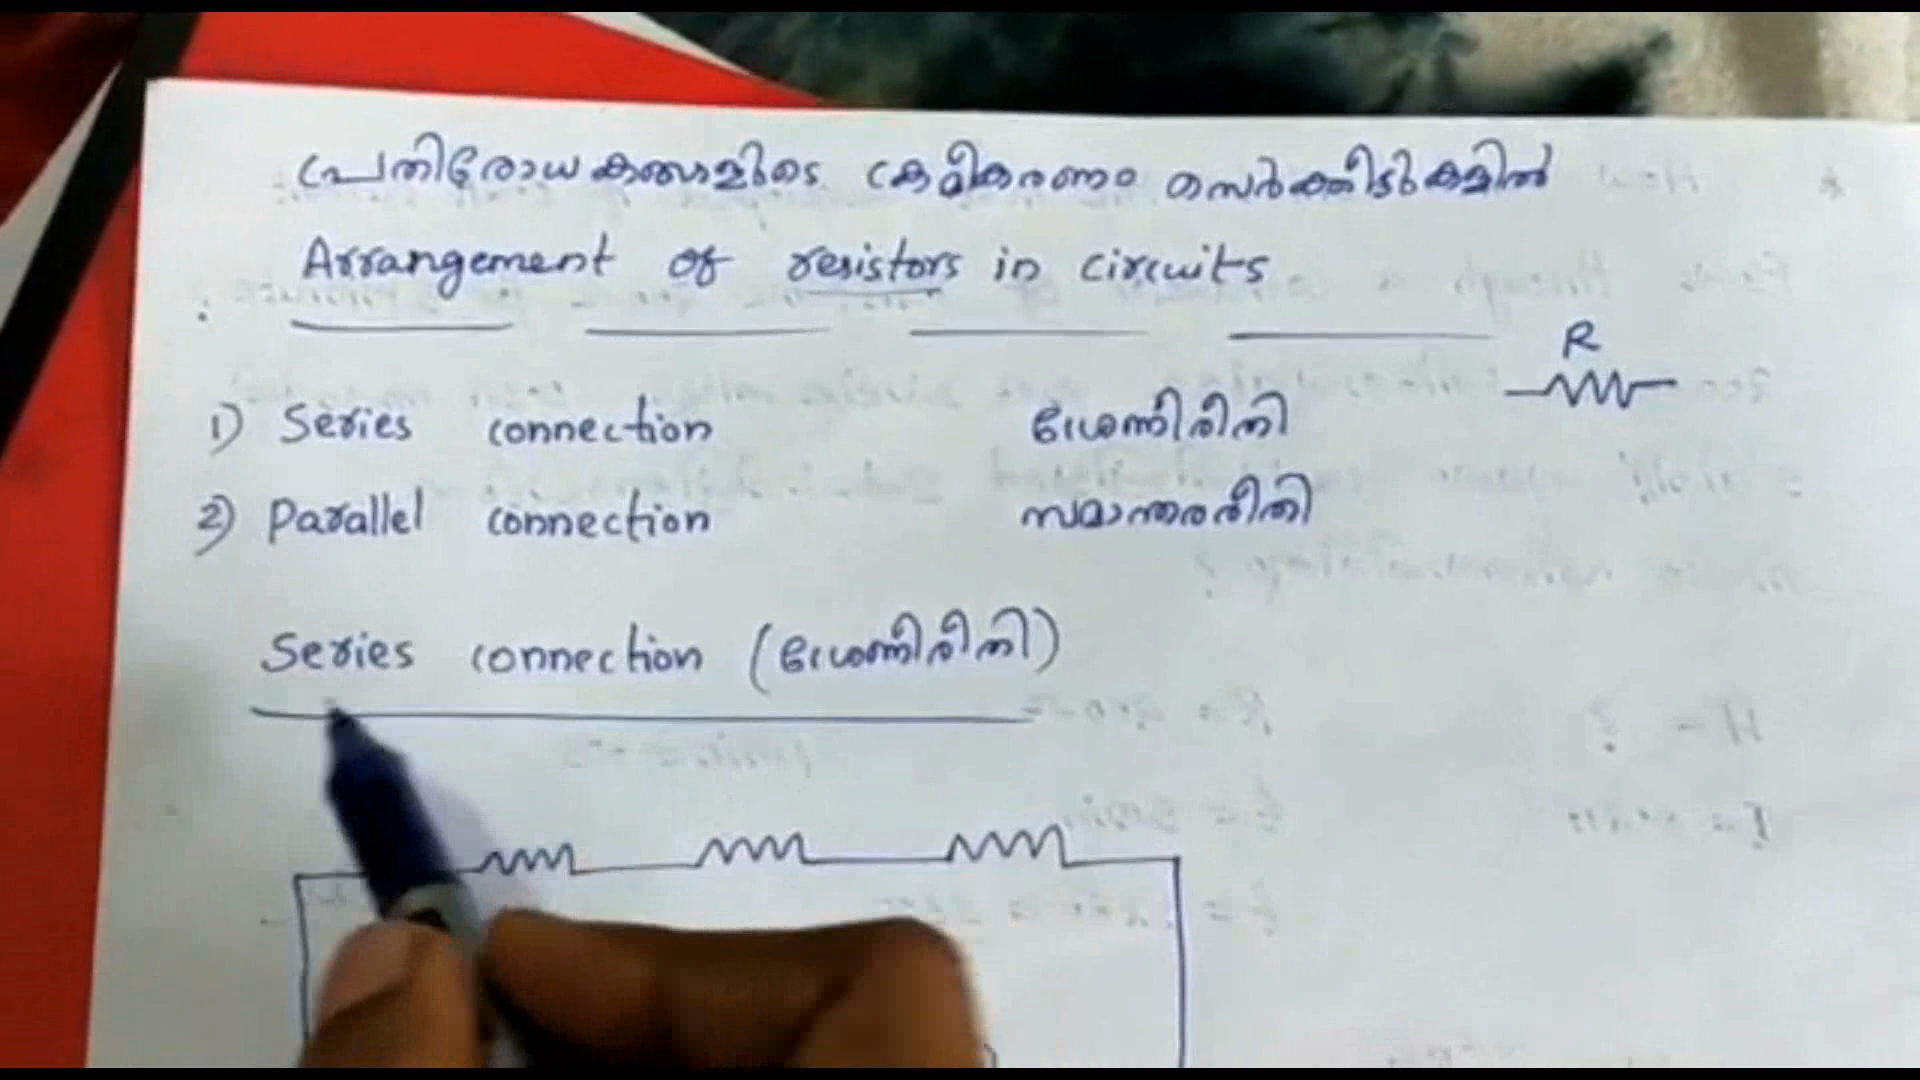 പ്രതിരോധകങ്ങളുടെ ക്രമീകരണം സെർക്കീട്ടുകളിൽ
Arrangement of resistors in circuits
R
1) Series connection ശ്രേണീരീതി
2) Parallel connection സമാന്തരരീതി
Series connection (ശ്രേണീരീതി)